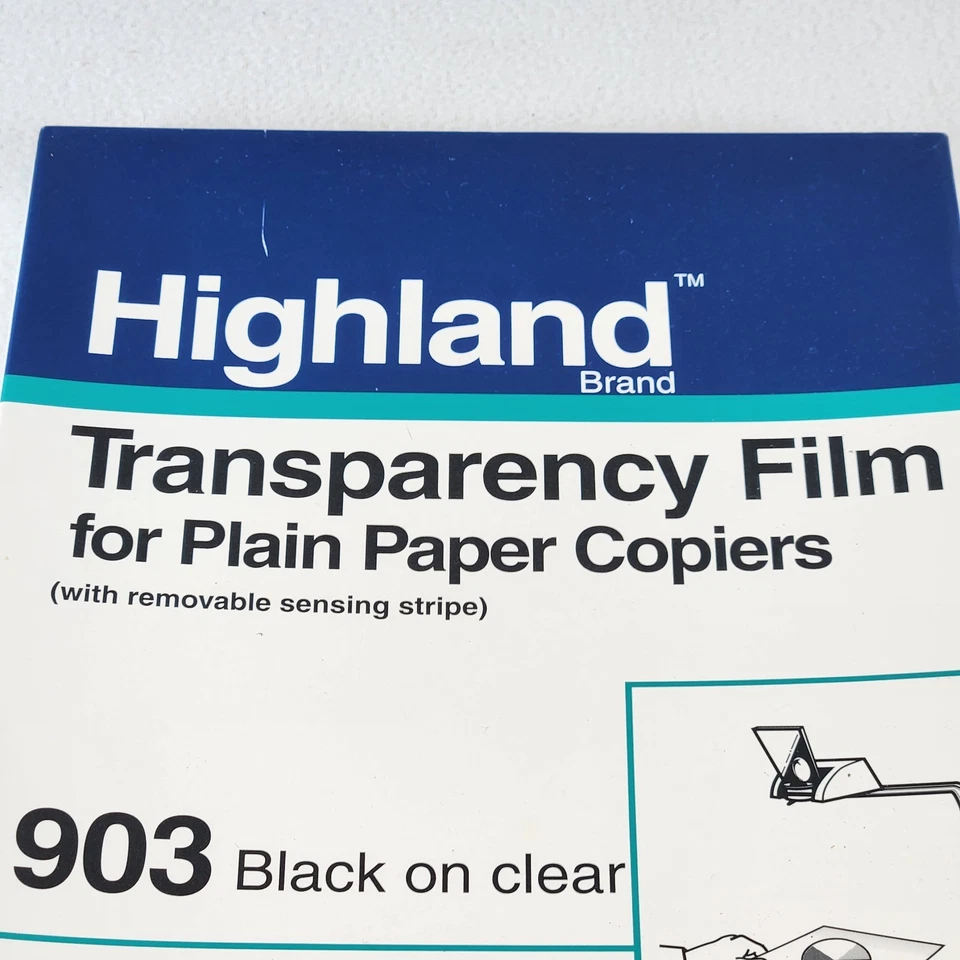 Highland™
Brand
Transparency Film
for Plain Paper Copiers
(with removable sensing stripe)
903 Black on clear